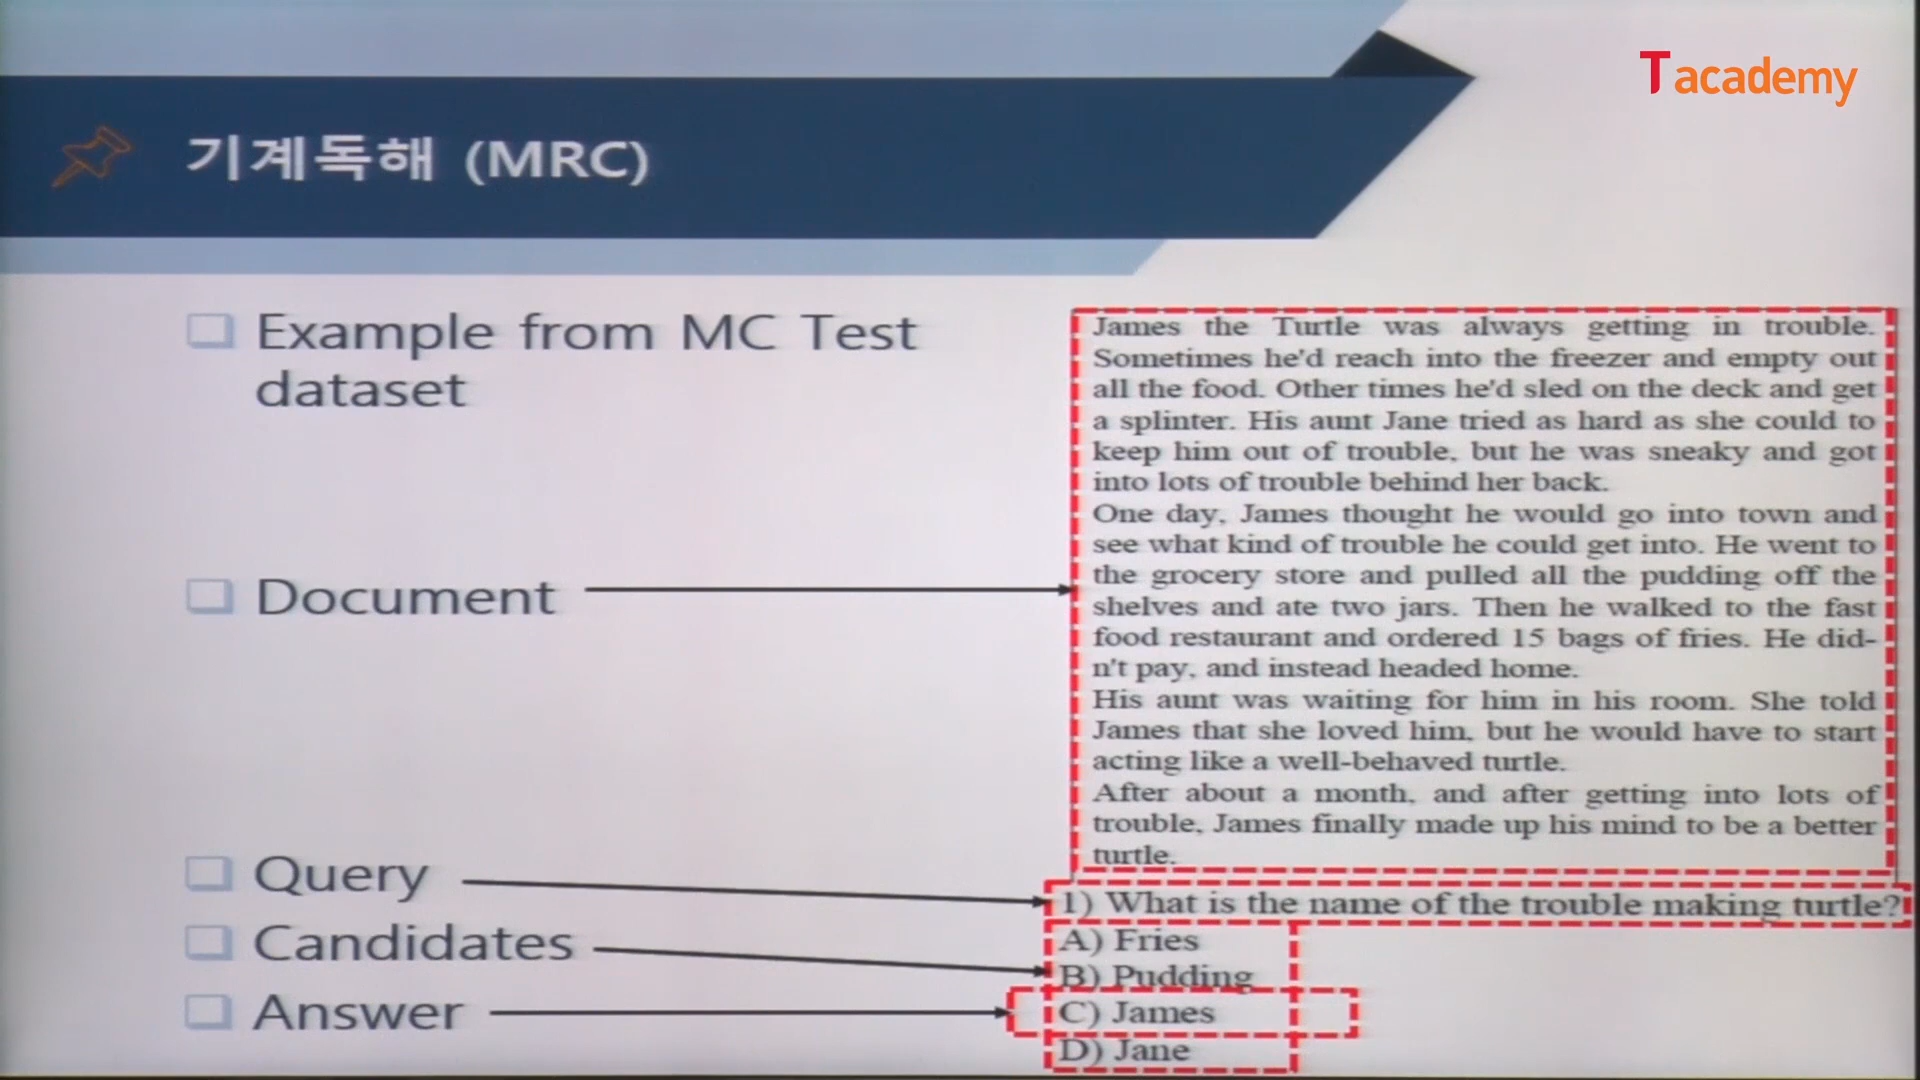 Tacademy
기계독해 (MRC)
Example from MC Test
dataset
Document
Query
Candidates
Answer
James the Turtle was always getting in trouble.
Sometimes he'd reach into the freezer and empty out
all the food. Other times he'd sled on the deck and get
a splinter. His aunt Jane tried as hard as she could to
keep him out of trouble, but he was sneaky and got
into lots of trouble behind her back.
One day, James thought he would go into town and
see what kind of trouble he could get into. He went to
the grocery store and pulled all the pudding off the
shelves and ate two jars. Then he walked to the fast
food restaurant and ordered 15 bags of fries. He did-
n't pay, and instead headed home.
His aunt was waiting for him in his room. She told
James that she loved him, but he would have to start
acting like a well-behaved turtle.
After about a month, and after getting into lots of
trouble, James finally made up his mind to be a better
turtle.
1) What is the name of the trouble making turtle?
A) Fries
B) Pudding
C) James
D) Jane